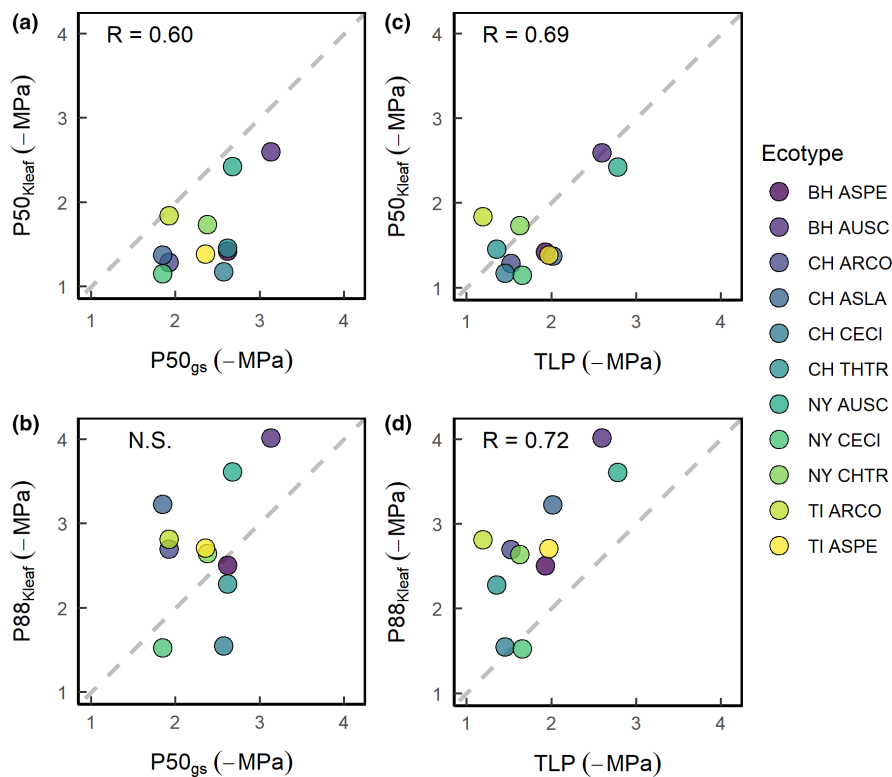 (a)
R = 0.60
4
3
2
1
P50Kleaf (−MPa)
1 2 3 4
P50gs (−MPa)
(c)
R = 0.69
4
3
2
1
P50Kleaf (−MPa)
1 2 3 4
TLP (−MPa)
(b)
N.S.
4
3
2
1
P88Kleaf (−MPa)
1 2 3 4
P50gs (−MPa)
(d)
R = 0.72
4
3
2
1
P88Kleaf (−MPa)
1 2 3 4
TLP (−MPa)
Ecotype
BH ASPE
BH AUSC
CH ARCO
CH ASLA
CH CECI
CH THTR
NY AUSC
NY CECI
NY CHTR
TI ARCO
TI ASPE